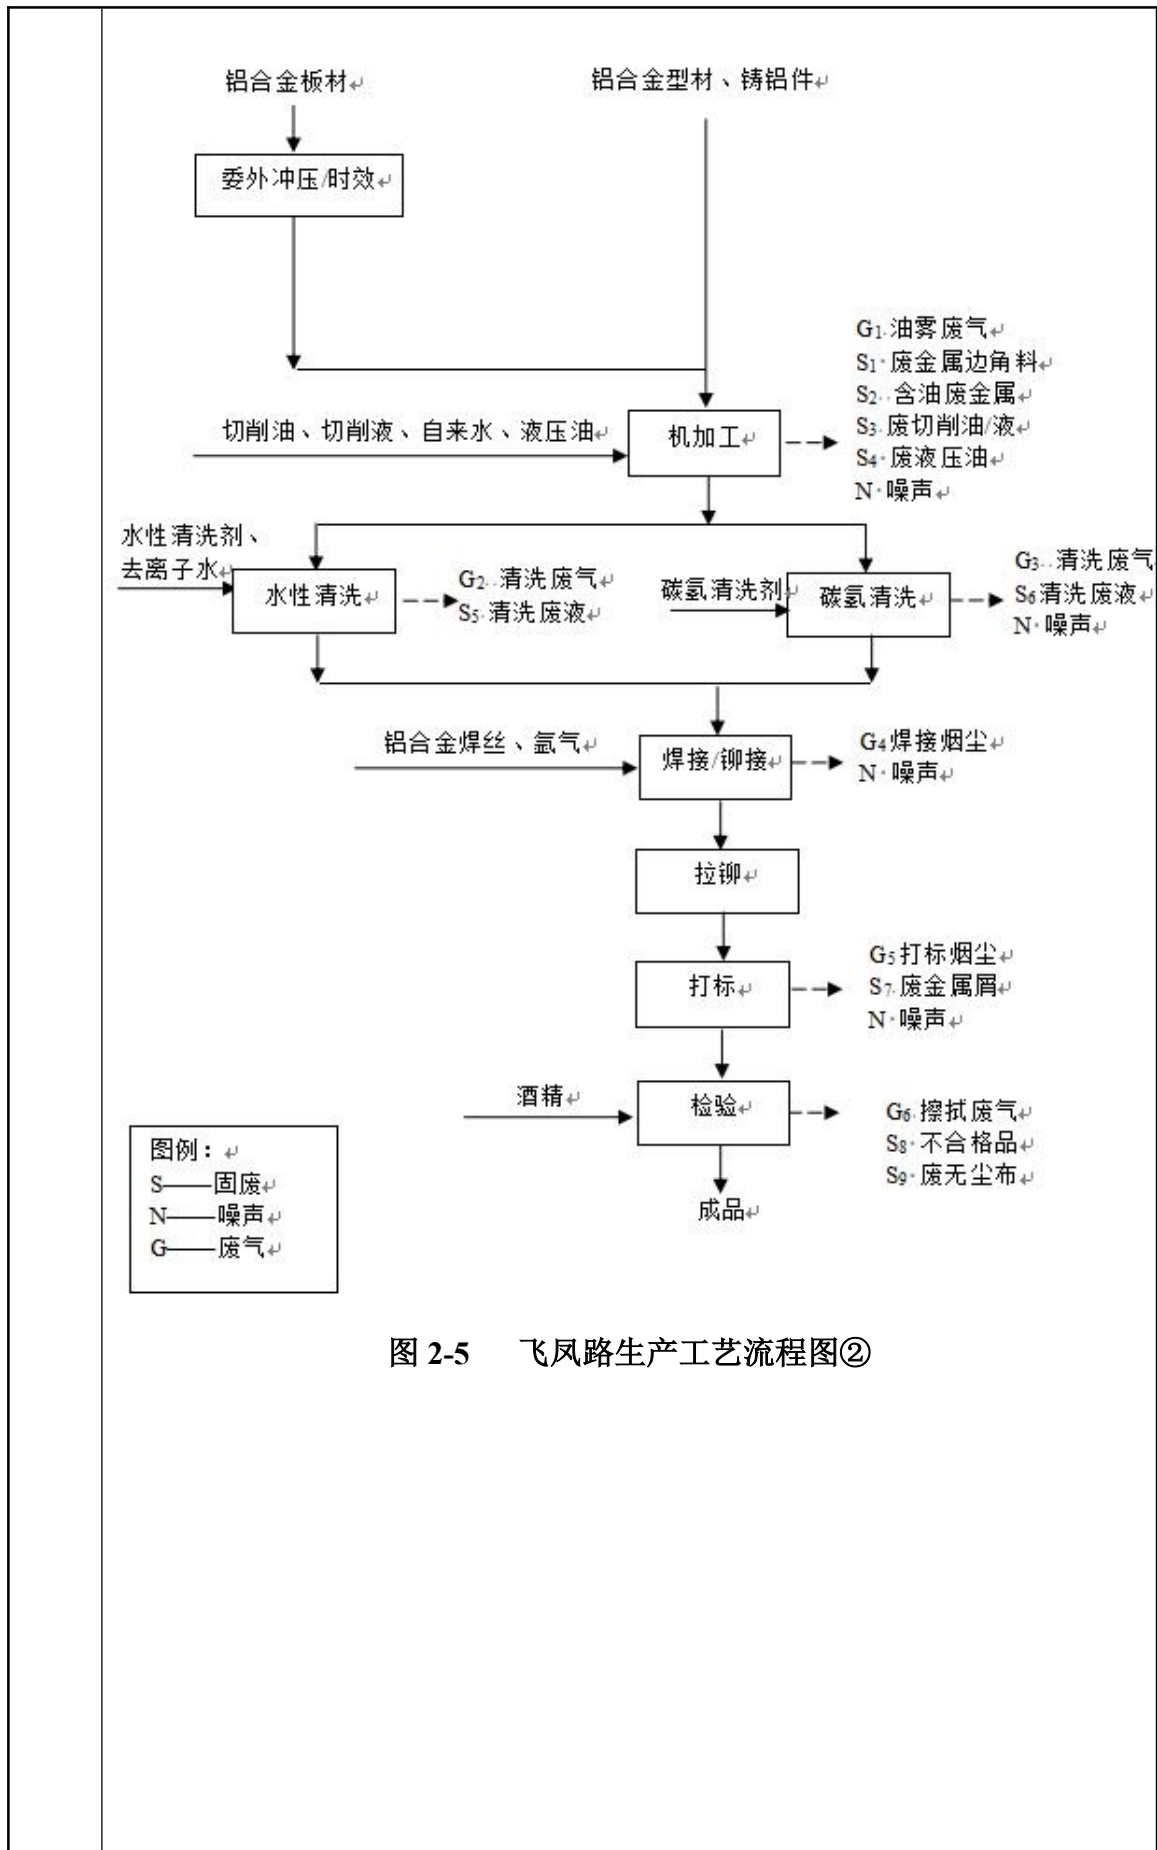 铝合金板材
铝合金型材、铸铝件
委外冲压/时效
G1 油雾废气
S1 废金属边角料
S2 含油废金属
S3 废切削油/液
S4 废液压油
N 噪声
切削油、切削液、自来水、液压油
机加工
水性清洗剂、
去离子水
水性清洗
G2 清洗废气
S5 清洗废液
碳氢清洗剂
碳氢清洗
G3 清洗废气
S6清洗废液
N 噪声
铝合金焊丝、氩气
焊接/铆接
G4焊接烟尘
N 噪声
拉铆
打标
G5打标烟尘
S7 废金属屑
N 噪声
酒精
检验
G6 擦拭废气
S8 不合格品
S9 废无尘布
成品
图例：
S——固废
N——噪声
G——废气
图 2-5 飞凤路生产工艺流程图②